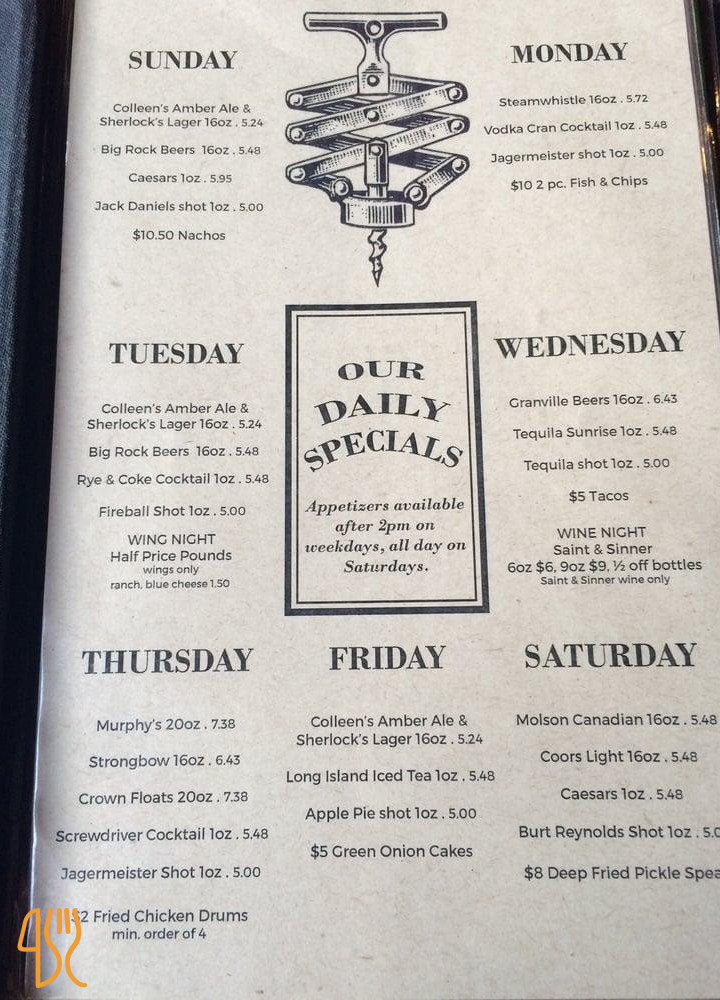 SUNDAY
Colleen's Amber Ale &
Sherlock's Lager 16oz . 5.24
Big Rock Beers 16oz . 5.48
Caesars 1oz . 5.95
Jack Daniels shot 1oz . 5.00
$10.50 Nachos
MONDAY
Steamwhistle 16oz . 5.72
Vodka Cran Cocktail 1oz . 5.48
Jagermeister shot 1oz . 5.00
$10 2 pc. Fish & Chips
TUESDAY
Colleen's Amber Ale &
Sherlock's Lager 16oz . 5.24
Big Rock Beers 16oz . 5.48
Rye & Coke Cocktail 1oz . 5.48
Fireball Shot 1oz . 5.00
WING NIGHT
Half Price Pounds
wings only
ranch, blue cheese 1.50
OUR
DAILY
SPECIALS
Appetizers available
after 2pm on
weekdays, all day on
Saturdays.
WEDNESDAY
Granville Beers 16oz . 6.43
Tequila Sunrise 1oz . 5.48
Tequila shot 1oz . 5.00
$5 Tacos
WINE NIGHT
Saint & Sinner
6oz $6, 9oz $9, ½ off bottles
Saint & Sinner wine only
THURSDAY
Murphy's 20oz . 7.38
Strongbow 16oz . 6.43
Crown Floats 20oz . 7.38
Screwdriver Cocktail 1oz . 5.48
Jagermeister Shot 1oz . 5.00
$2 Fried Chicken Drums
min. order of 4
FRIDAY
Colleen's Amber Ale &
Sherlock's Lager 16oz . 5.24
Long Island Iced Tea 1oz . 5.48
Apple Pie shot 1oz . 5.00
$5 Green Onion Cakes
SATURDAY
Molson Canadian 16oz . 5.48
Coors Light 16oz . 5.48
Caesars 1oz . 5.48
Burt Reynolds Shot 1oz . 5.0
$8 Deep Fried Pickle Spea